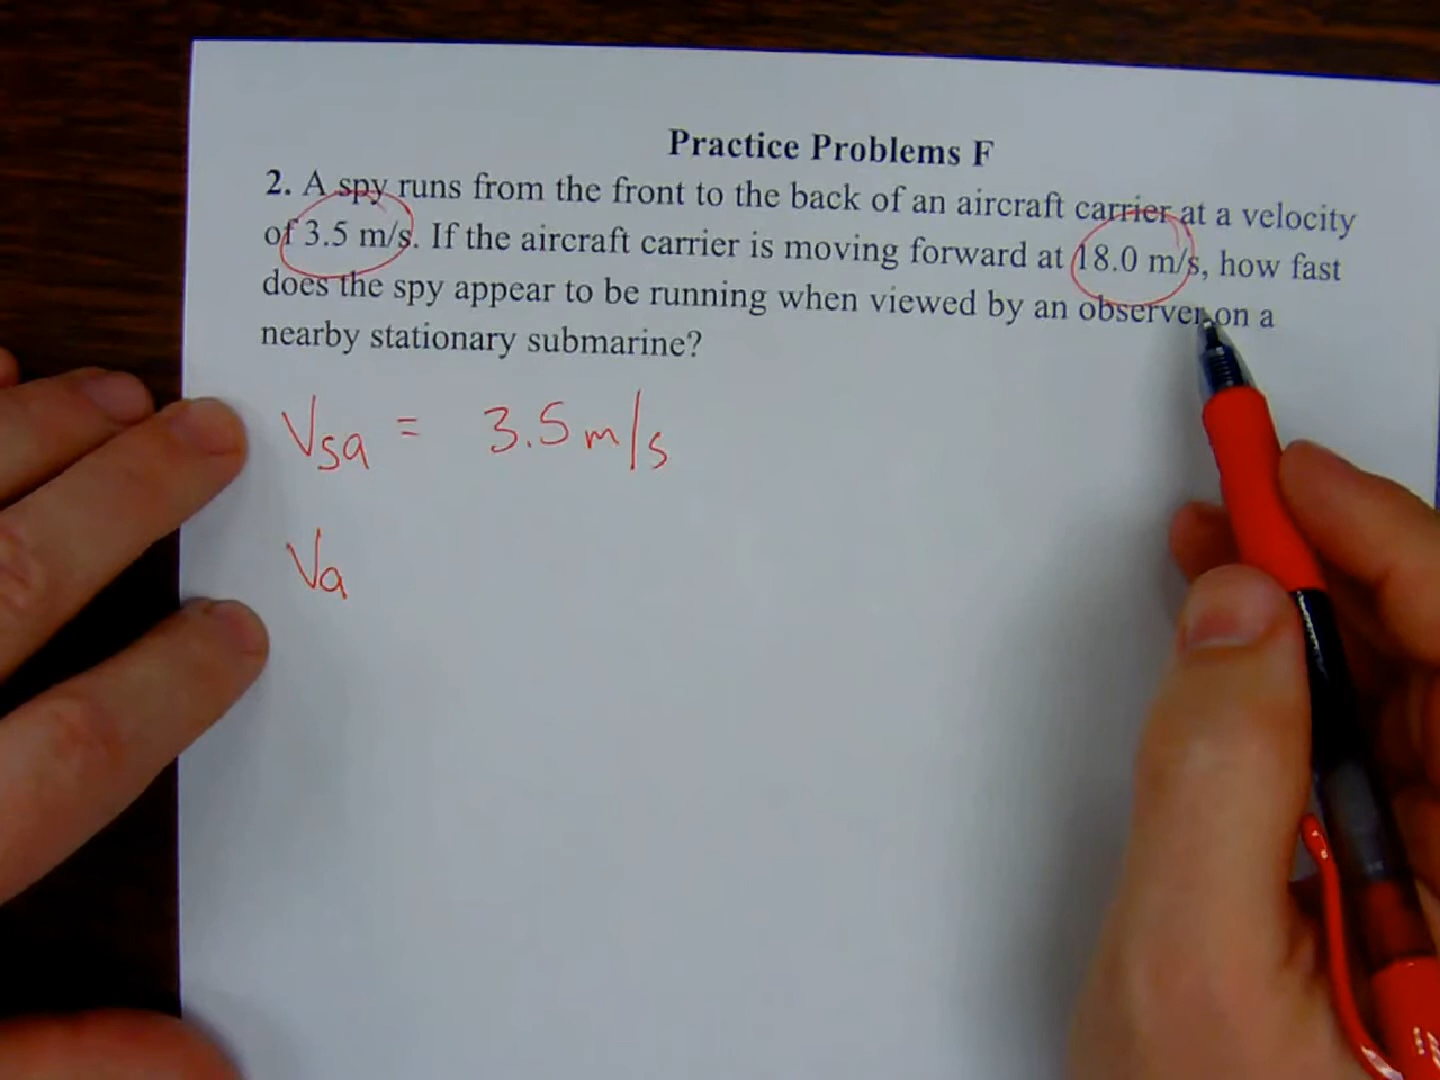 Practice Problems F
2. A spy runs from the front to the back of an aircraft carrier at a velocity
of 3.5 m/s. If the aircraft carrier is moving forward at 18.0 m/s, how fast
does the spy appear to be running when viewed by an observer on a
nearby stationary submarine?
Vsa = 3.5 m/s
Va